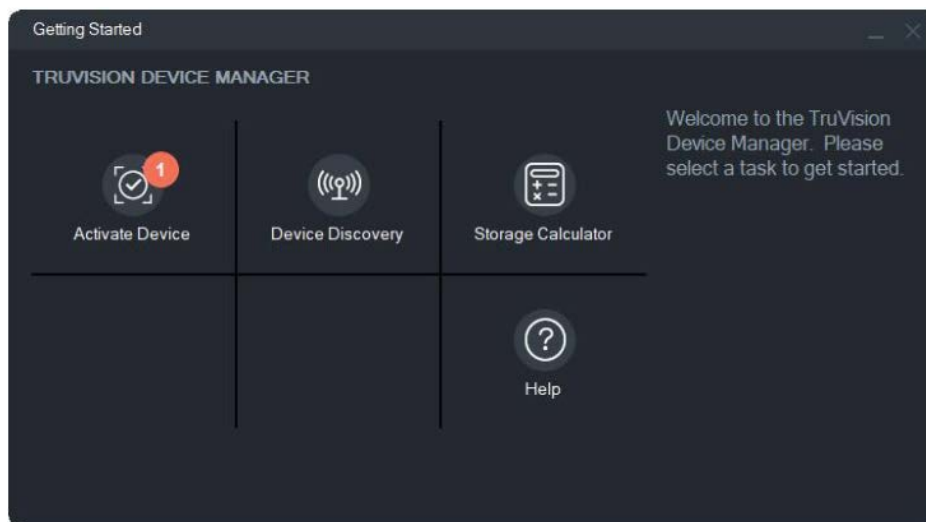 Getting Started
TRUVISION DEVICE MANAGER
Welcome to the TruVision
Device Manager. Please
select a task to get started.
1
Activate Device
Device Discovery
Storage Calculator
Help